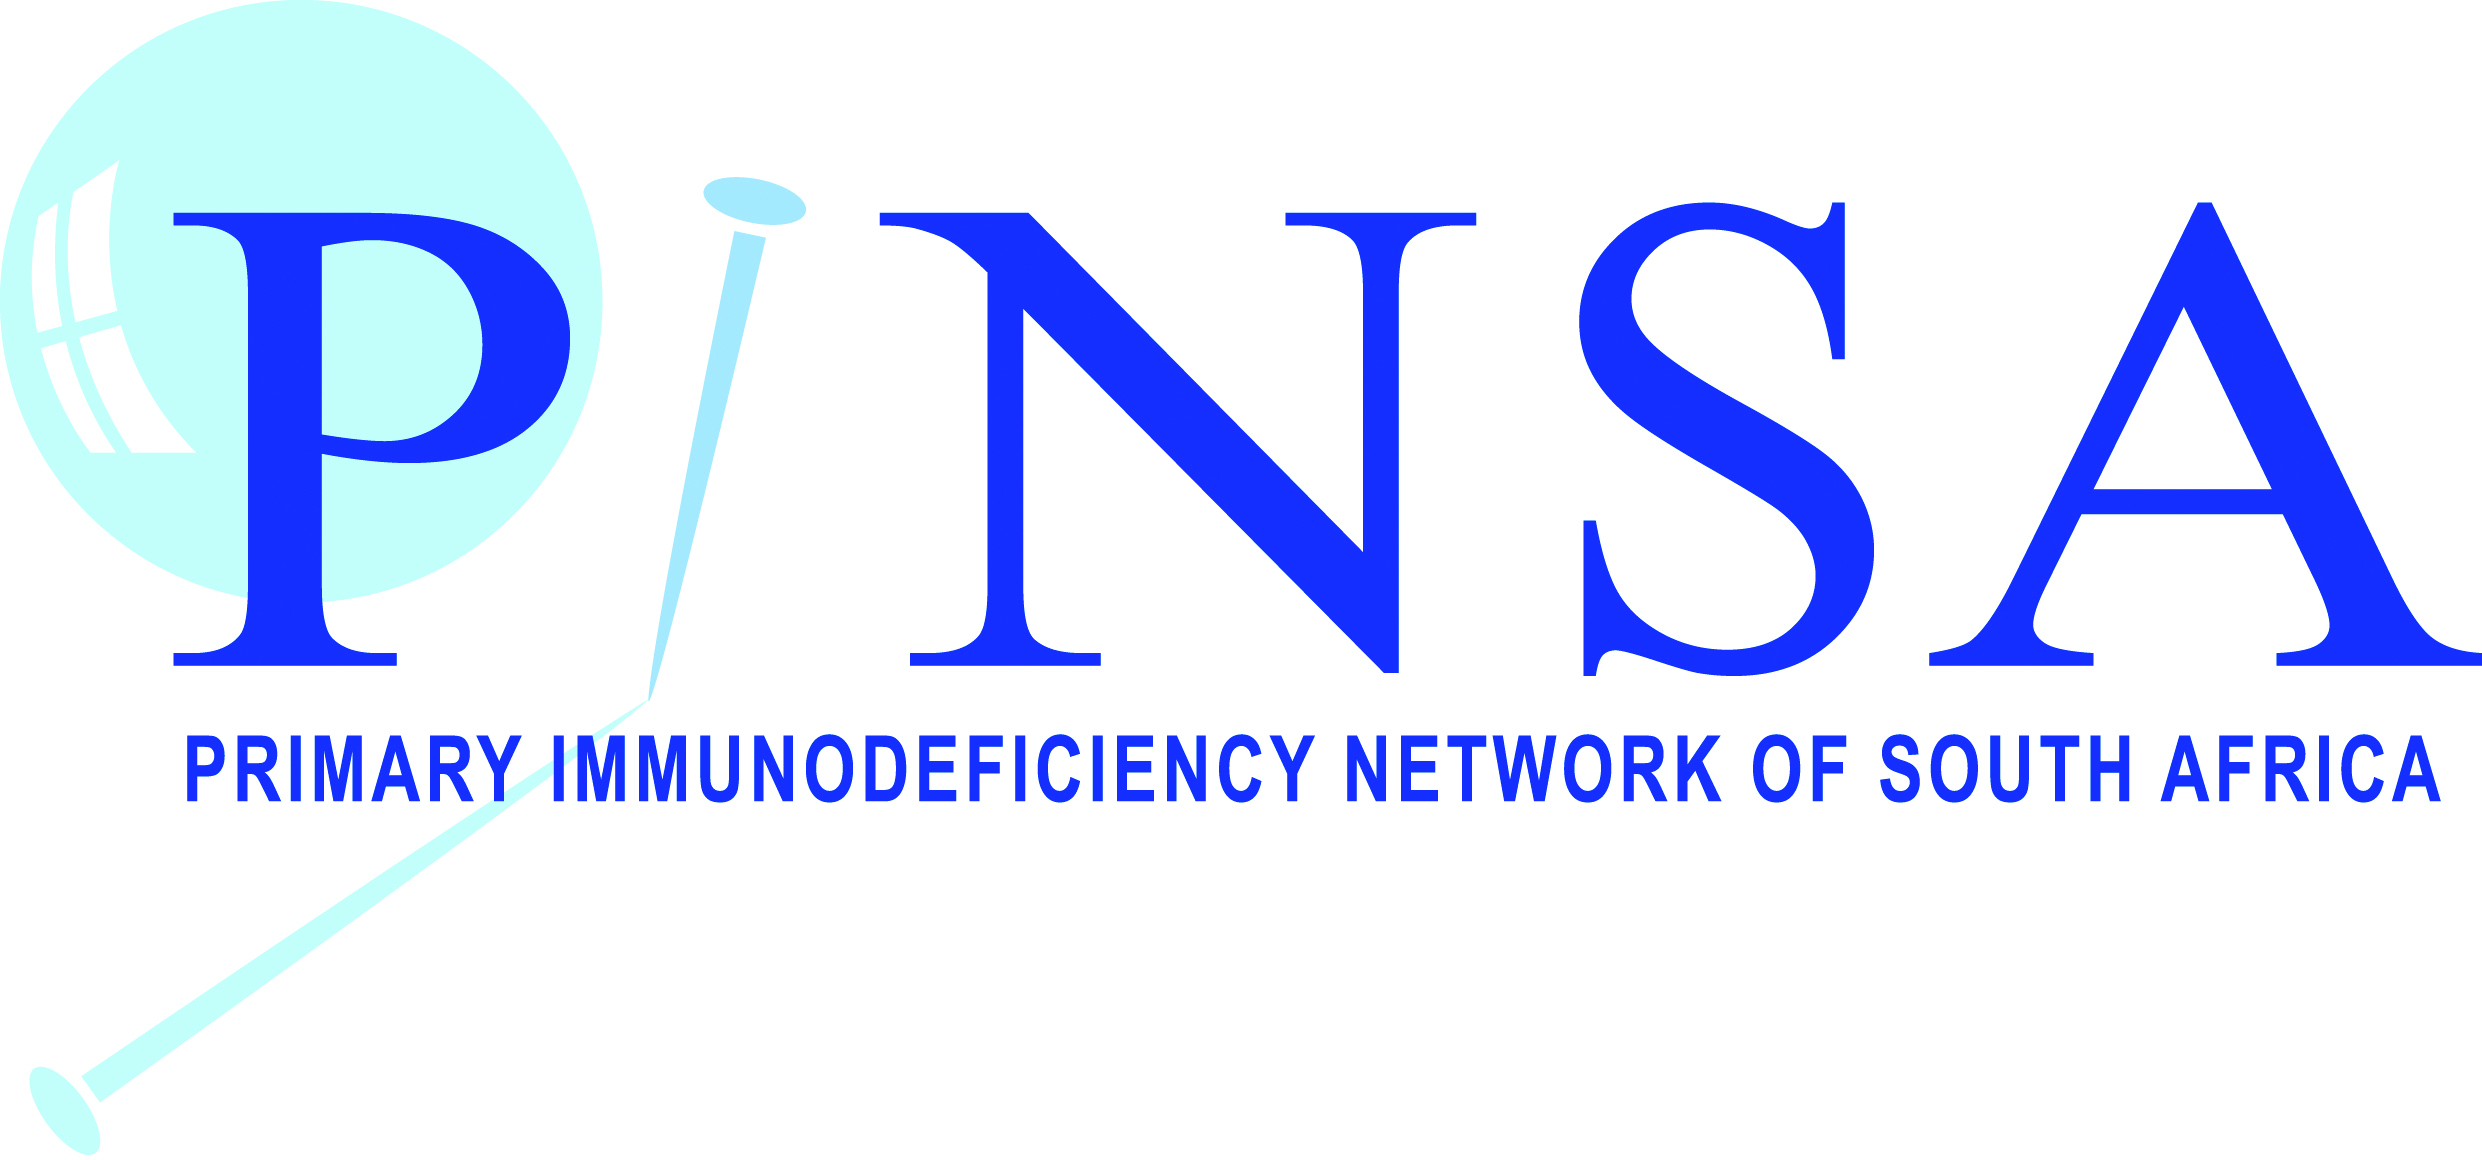 PINSA
PRIMARY IMMUNODEFICIENCY NETWORK OF SOUTH AFRICA